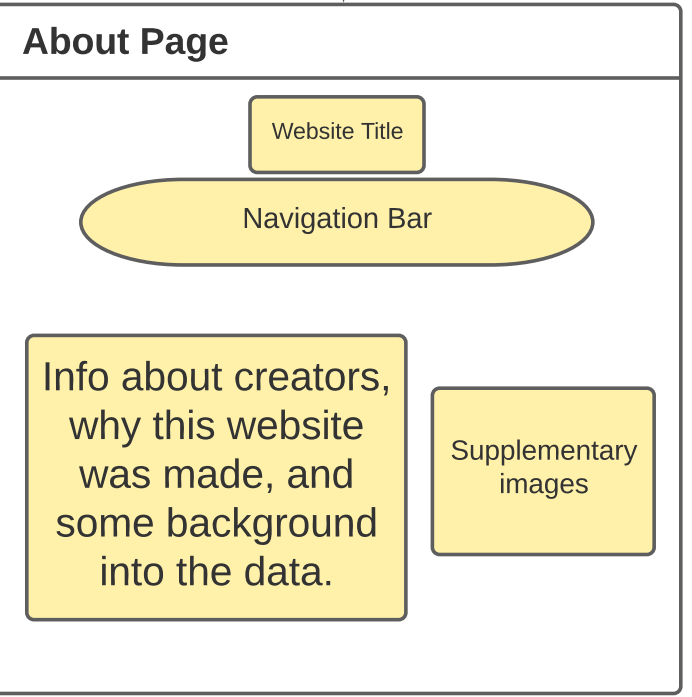 About Page
Website Title
Navigation Bar
Info about creators,
why this website
was made, and
some background
into the data.
Supplementary
images